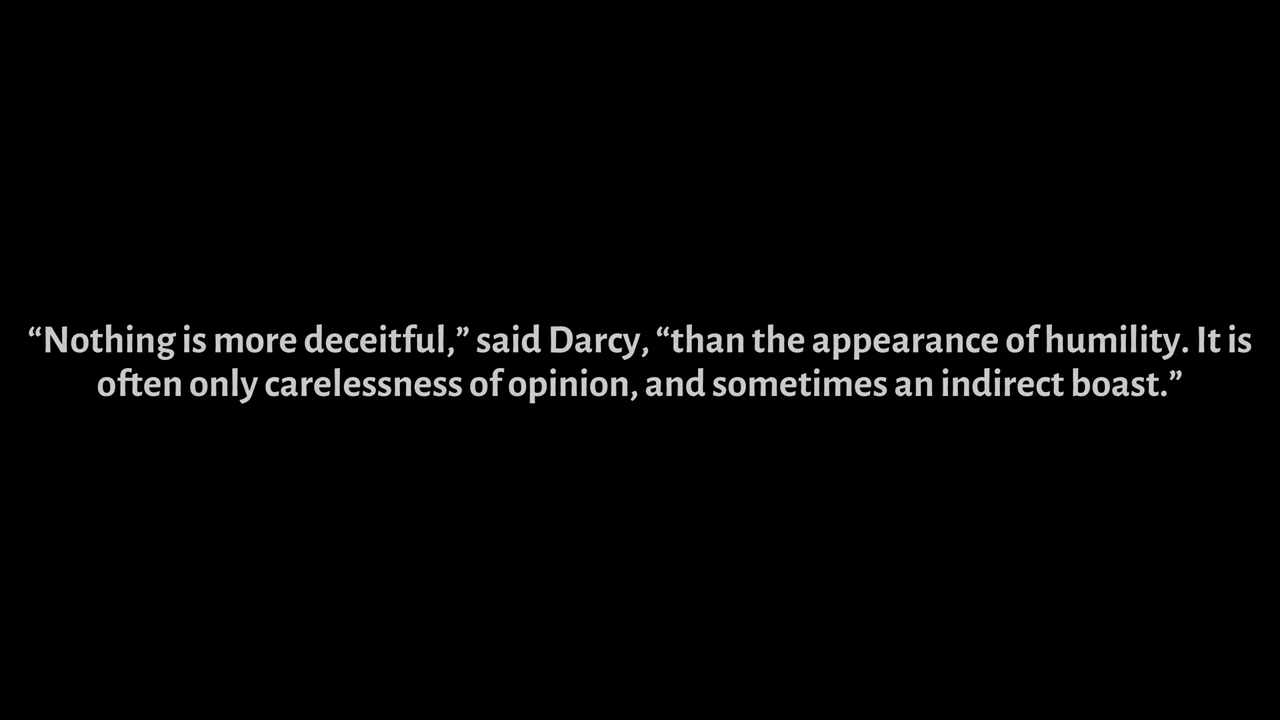 “Nothing is more deceitful,” said Darcy, “than the appearance of humility. It is
often only carelessness of opinion, and sometimes an indirect boast.”